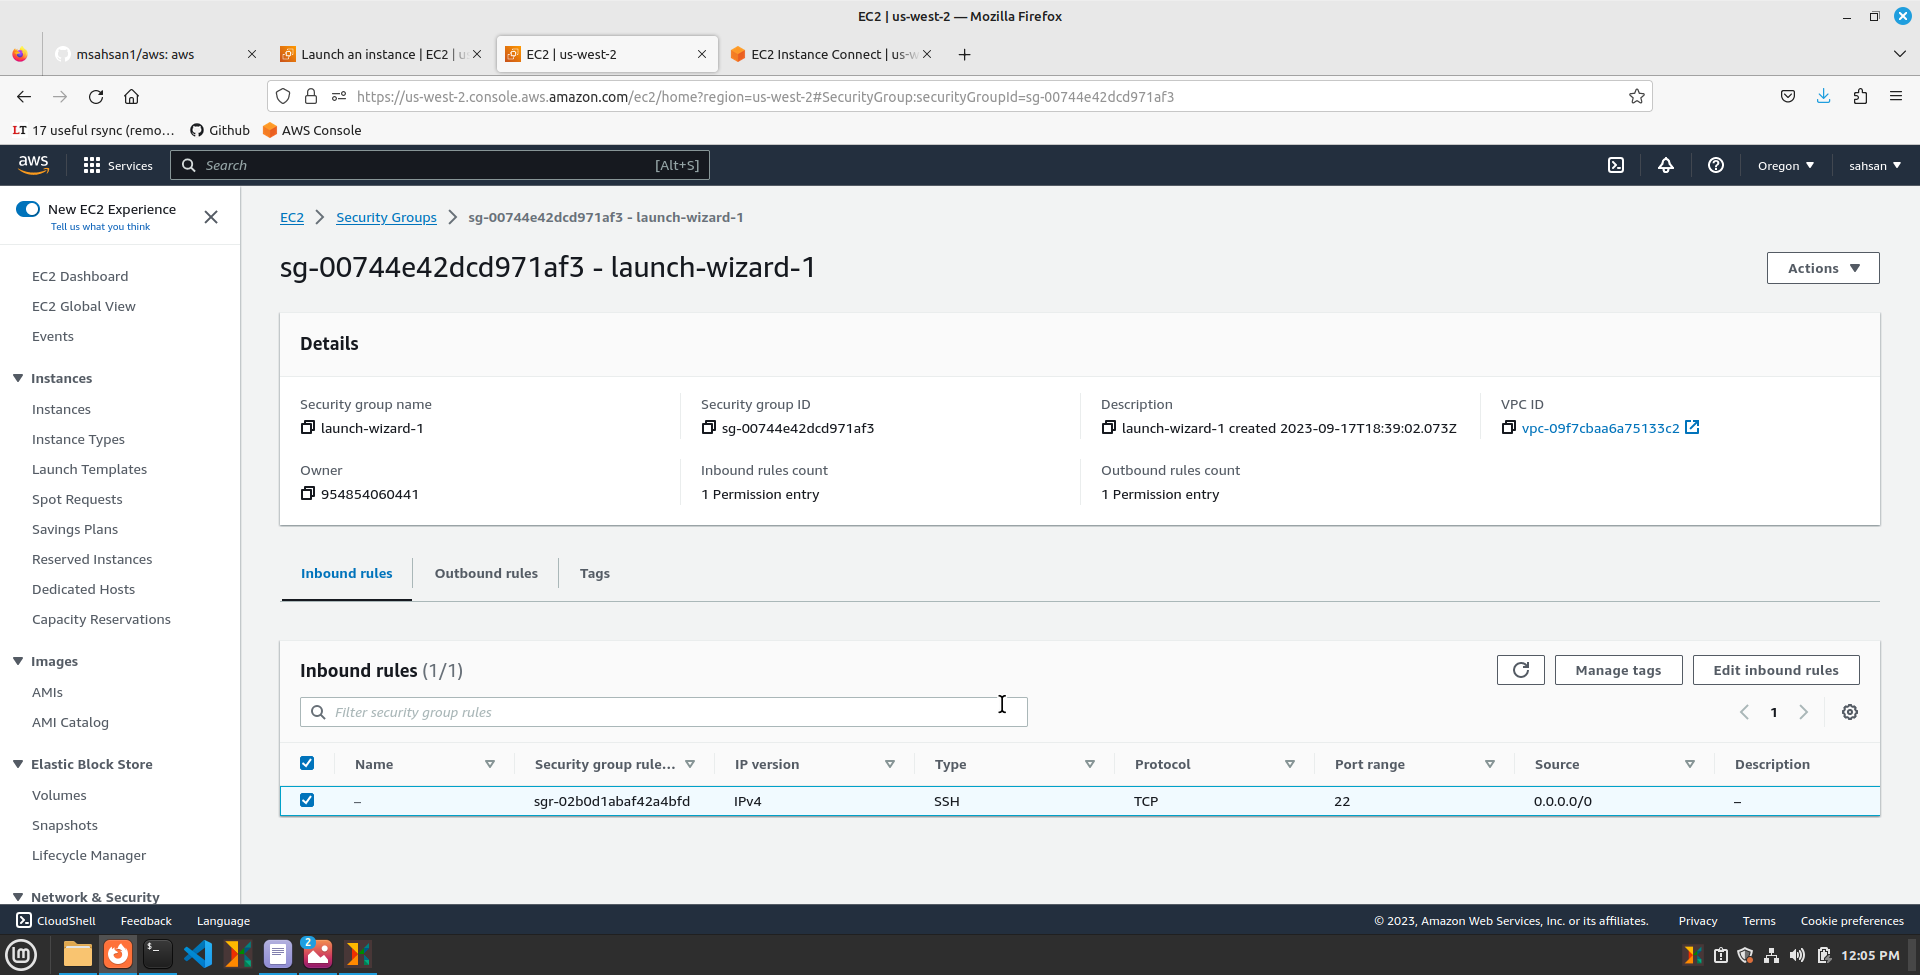 EC2 | us-west-2 — Mozilla Firefox
msahsan1/aws: aws
Launch an instance | EC2 | u
EC2 | us-west-2
EC2 Instance Connect | us-w
https://us-west-2.console.aws.amazon.com/ec2/home?region=us-west-2#SecurityGroup:securityGroupId=sg-00744e42dcd971af3
LT 17 useful rsync (remo…
Github
AWS Console
aws
Services
Search
[Alt+S]
Oregon
sahsan
New EC2 Experience
Tell us what you think
EC2 Dashboard
EC2 Global View
Events
Instances
Instances
Instance Types
Launch Templates
Spot Requests
Savings Plans
Reserved Instances
Dedicated Hosts
Capacity Reservations
Images
AMIs
AMI Catalog
Elastic Block Store
Volumes
Snapshots
Lifecycle Manager
Network & Security
EC2 > Security Groups > sg-00744e42dcd971af3 - launch-wizard-1
sg-00744e42dcd971af3 - launch-wizard-1
Actions
Details
Security group name
launch-wizard-1
Security group ID
sg-00744e42dcd971af3
Description
launch-wizard-1 created 2023-09-17T18:39:02.073Z
VPC ID
vpc-09f7cbaa6a75133c2
Owner
954854060441
Inbound rules count
1 Permission entry
Outbound rules count
1 Permission entry
Inbound rules
Outbound rules
Tags
Inbound rules (1/1)
Manage tags
Edit inbound rules
Filter security group rules
1
Name Security group rule... IP version Type Protocol Port range Source Description
– sgr-02b0d1abaf42a4bfd IPv4 SSH TCP 22 0.0.0.0/0 –
CloudShell
Feedback
Language
© 2023, Amazon Web Services, Inc. or its affiliates.
Privacy
Terms
Cookie preferences
2
12:05 PM